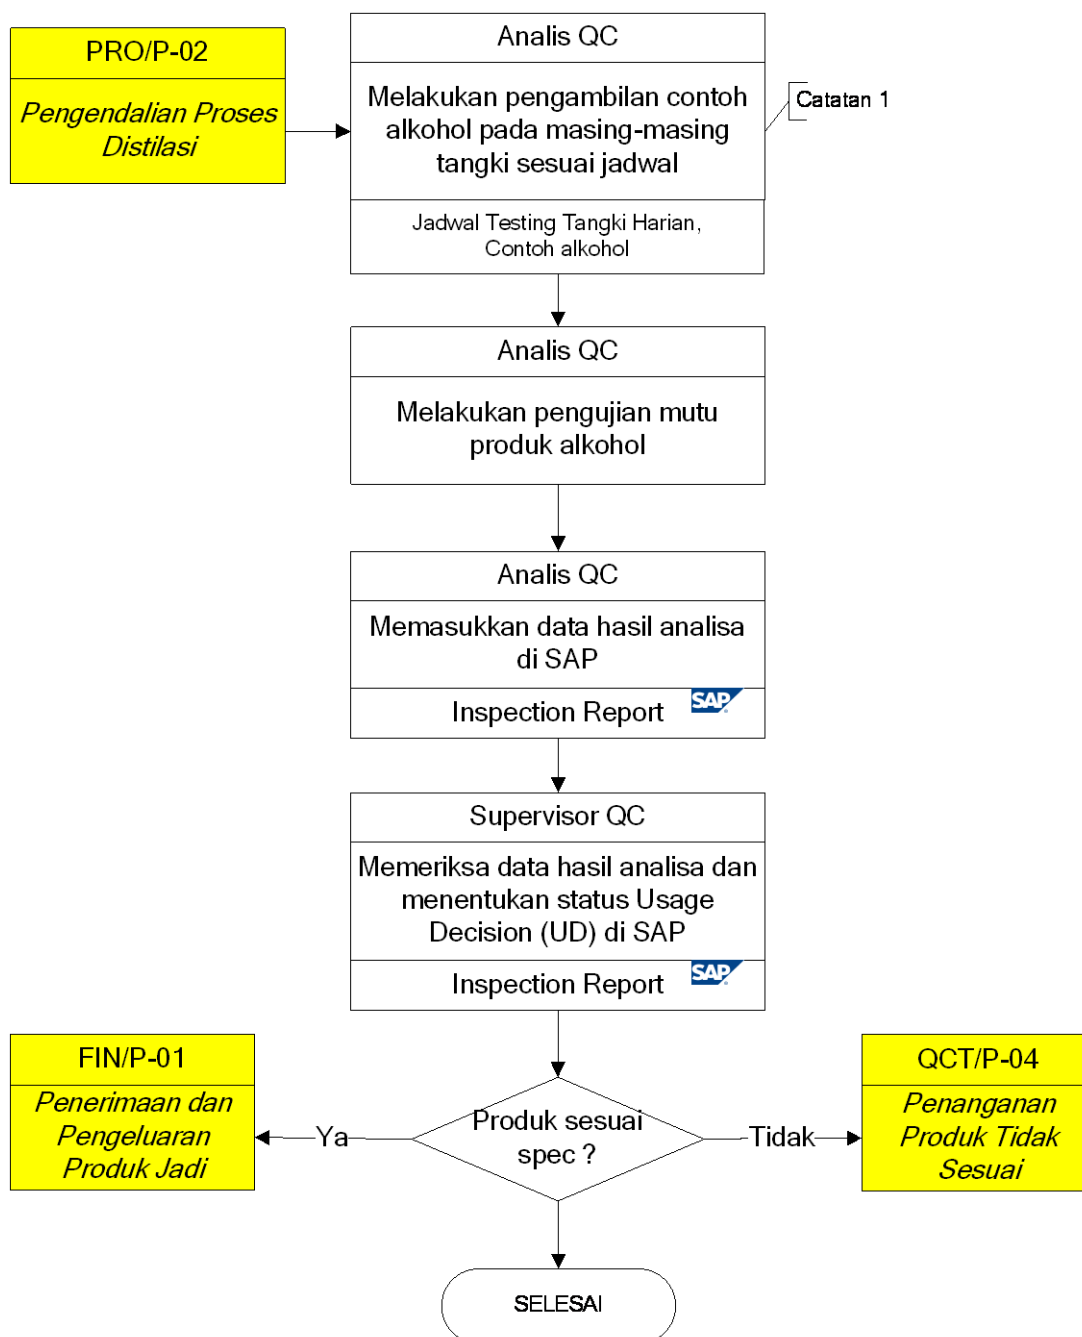 PRO/P-02
Pengendalian Proses
Distilasi
Analis QC
Melakukan pengambilan contoh
alkohol pada masing-masing
tangki sesuai jadwal
Catatan 1
Jadwal Testing Tangki Harian,
Contoh alkohol
Analis QC
Melakukan pengujian mutu
produk alkohol
Analis QC
Memasukkan data hasil analisa
di SAP
Inspection Report
SAP
Supervisor QC
Memeriksa data hasil analisa dan
menentukan status Usage
Decision (UD) di SAP
Inspection Report
SAP
FIN/P-01
Penerimaan dan
Pengeluaran
Produk Jadi
Ya
Produk sesuai
spec ?
Tidak
QCT/P-04
Penanganan
Produk Tidak
Sesuai
SELESAI